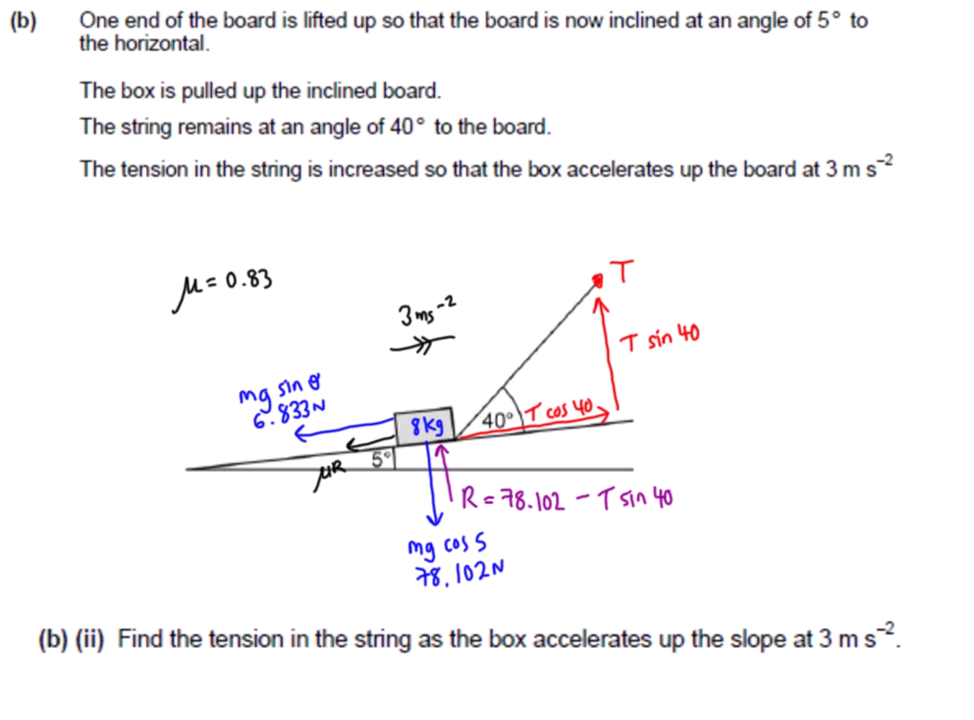 (b) One end of the board is lifted up so that the board is now inclined at an angle of 5° to
the horizontal.
The box is pulled up the inclined board.
The string remains at an angle of 40° to the board.
The tension in the string is increased so that the box accelerates up the board at 3 m s⁻²
μ = 0.83
3ms⁻²
T
T sin 40
mg sin θ
6.833N
8kg
40°
T cos 40
μR
5°
R = 78.102 - T sin 40
mg cos 5
78.102N
(b) (ii) Find the tension in the string as the box accelerates up the slope at 3 m s⁻².